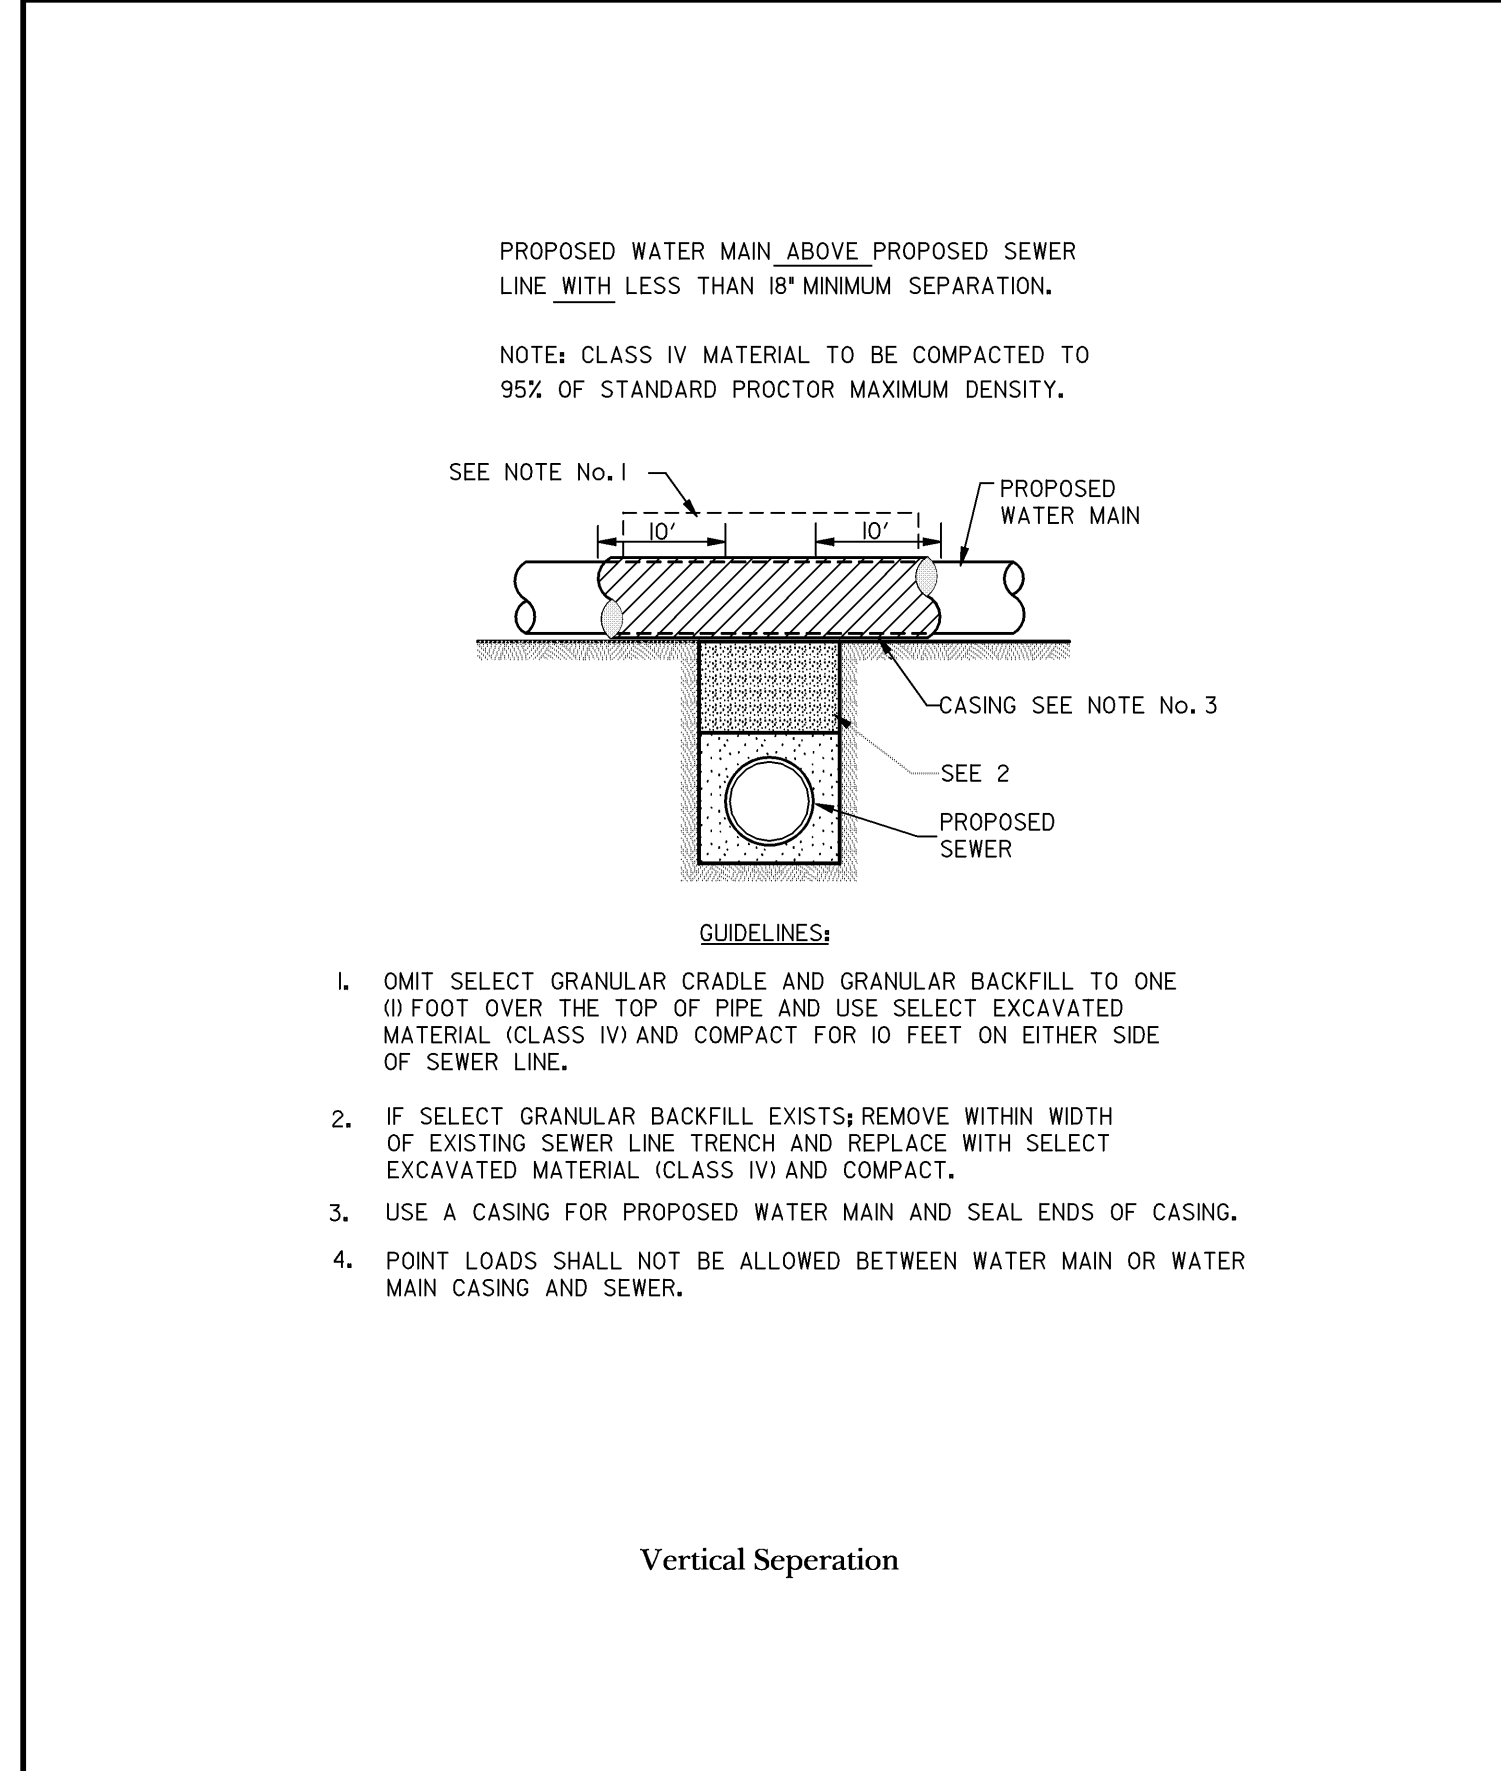 PROPOSED WATER MAIN ABOVE PROPOSED SEWER
LINE WITH LESS THAN 18" MINIMUM SEPARATION.
NOTE: CLASS IV MATERIAL TO BE COMPACTED TO
95% OF STANDARD PROCTOR MAXIMUM DENSITY.
SEE NOTE No. 1
PROPOSED
WATER MAIN
10'
10'
CASING SEE NOTE No. 3
SEE 2
PROPOSED
SEWER
GUIDELINES:
1. OMIT SELECT GRANULAR CRADLE AND GRANULAR BACKFILL TO ONE
(1) FOOT OVER THE TOP OF PIPE AND USE SELECT EXCAVATED
MATERIAL (CLASS IV) AND COMPACT FOR 10 FEET ON EITHER SIDE
OF SEWER LINE.
2. IF SELECT GRANULAR BACKFILL EXISTS; REMOVE WITHIN WIDTH
OF EXISTING SEWER LINE TRENCH AND REPLACE WITH SELECT
EXCAVATED MATERIAL (CLASS IV) AND COMPACT.
3. USE A CASING FOR PROPOSED WATER MAIN AND SEAL ENDS OF CASING.
4. POINT LOADS SHALL NOT BE ALLOWED BETWEEN WATER MAIN OR WATER
MAIN CASING AND SEWER.
Vertical Seperation